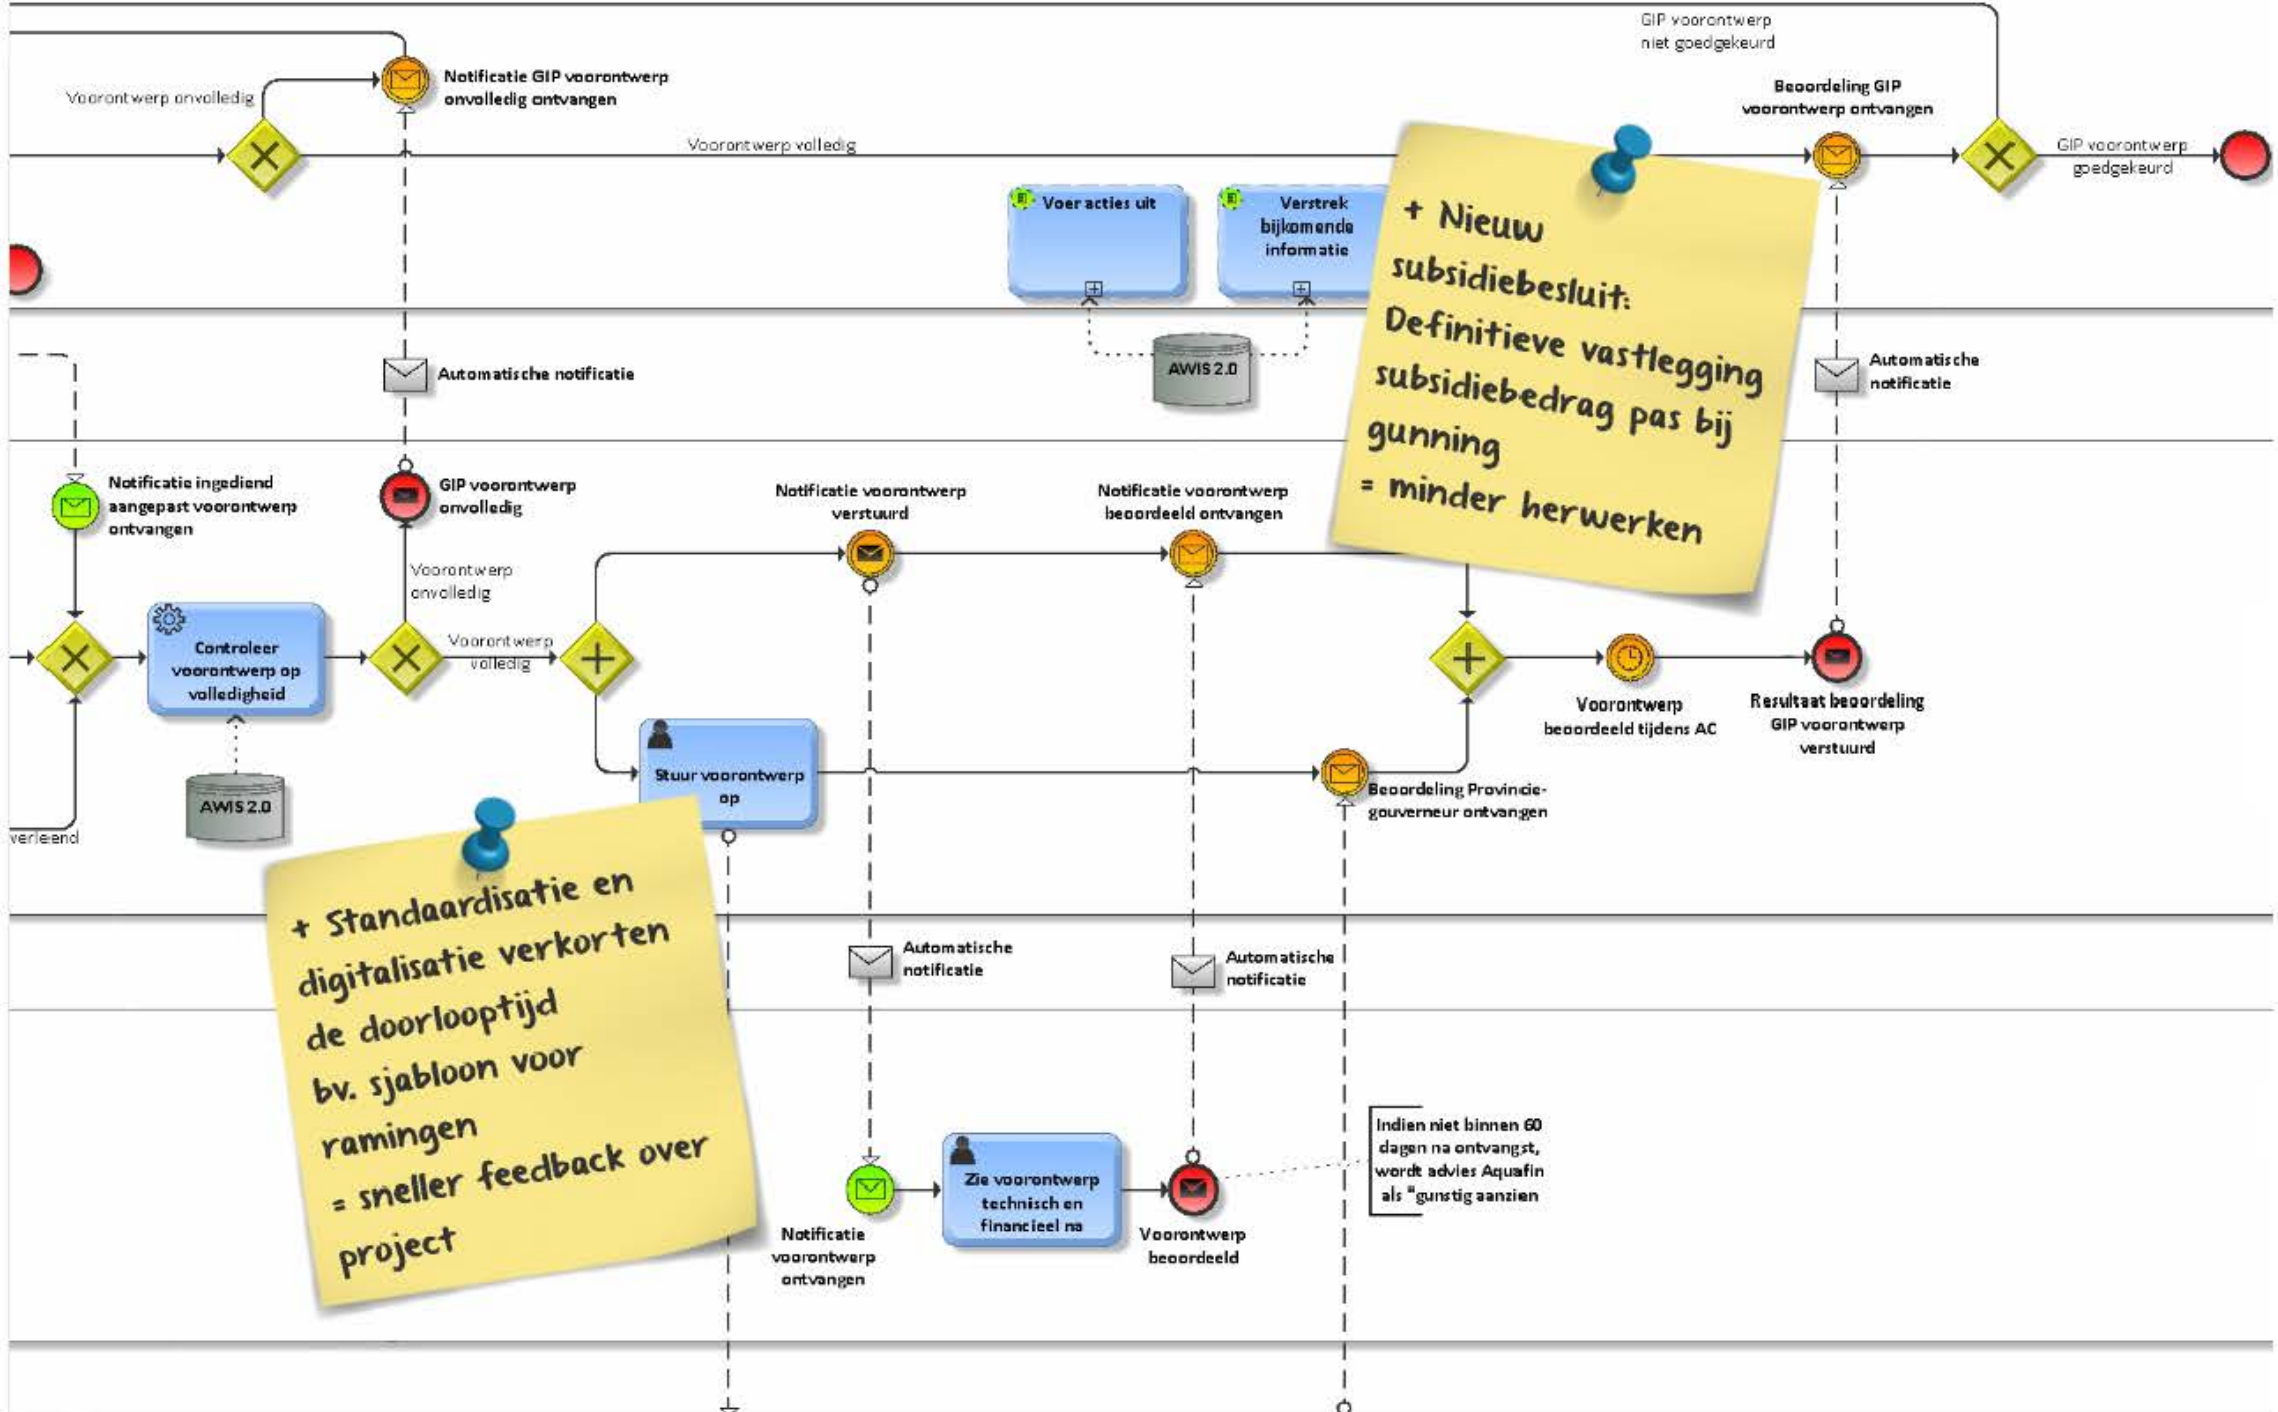 GIP voorontwerp
niet goedgekeurd
Notificatie GIP voorontwerp
onvolledig ontvangen
Voorontwerp onvolledig
Beoordeling GIP
voorontwerp ontvangen
Voorontwerp volledig
GIP voorontwerp
goedgekeurd
Voer acties uit
Verstrek
bijkomende
informatie
+ Nieuw
subsidiebesluit:
Definitieve vastlegging
subsidiebedrag pas bij
gunning
= minder herwerken
Automatische notificatie
AWIS 2.0
Automatische
notificatie
Notificatie ingediend
aangepast voorontwerp
ontvangen
GIP voorontwerp
onvolledig
Notificatie voorontwerp
verstuurd
Notificatie voorontwerp
beoordeeld ontvangen
Voorontwerp
onvolledig
Controleer
voorontwerp op
volledigheid
Voorontwerp
volledig
Voorontwerp
beoordeeld tijdens AC
Resultaat beoordeling
GIP voorontwerp
verstuurd
Stuur voorontwerp
op
Beoordeling Provincie-
gouverneur ontvangen
AWIS 2.0
verleend
+ Standaardisatie en
digitalisatie verkorten
de doorlooptijd
bv. sjabloon voor
ramingen
= sneller feedback over
project
Automatische
notificatie
Automatische
notificatie
Indien niet binnen 60
dagen na ontvangst,
wordt advies Aquafin
als "gunstig aanzien
Zie voorontwerp
technisch en
financieel na
Notificatie
voorontwerp
ontvangen
Voorontwerp
beoordeeld